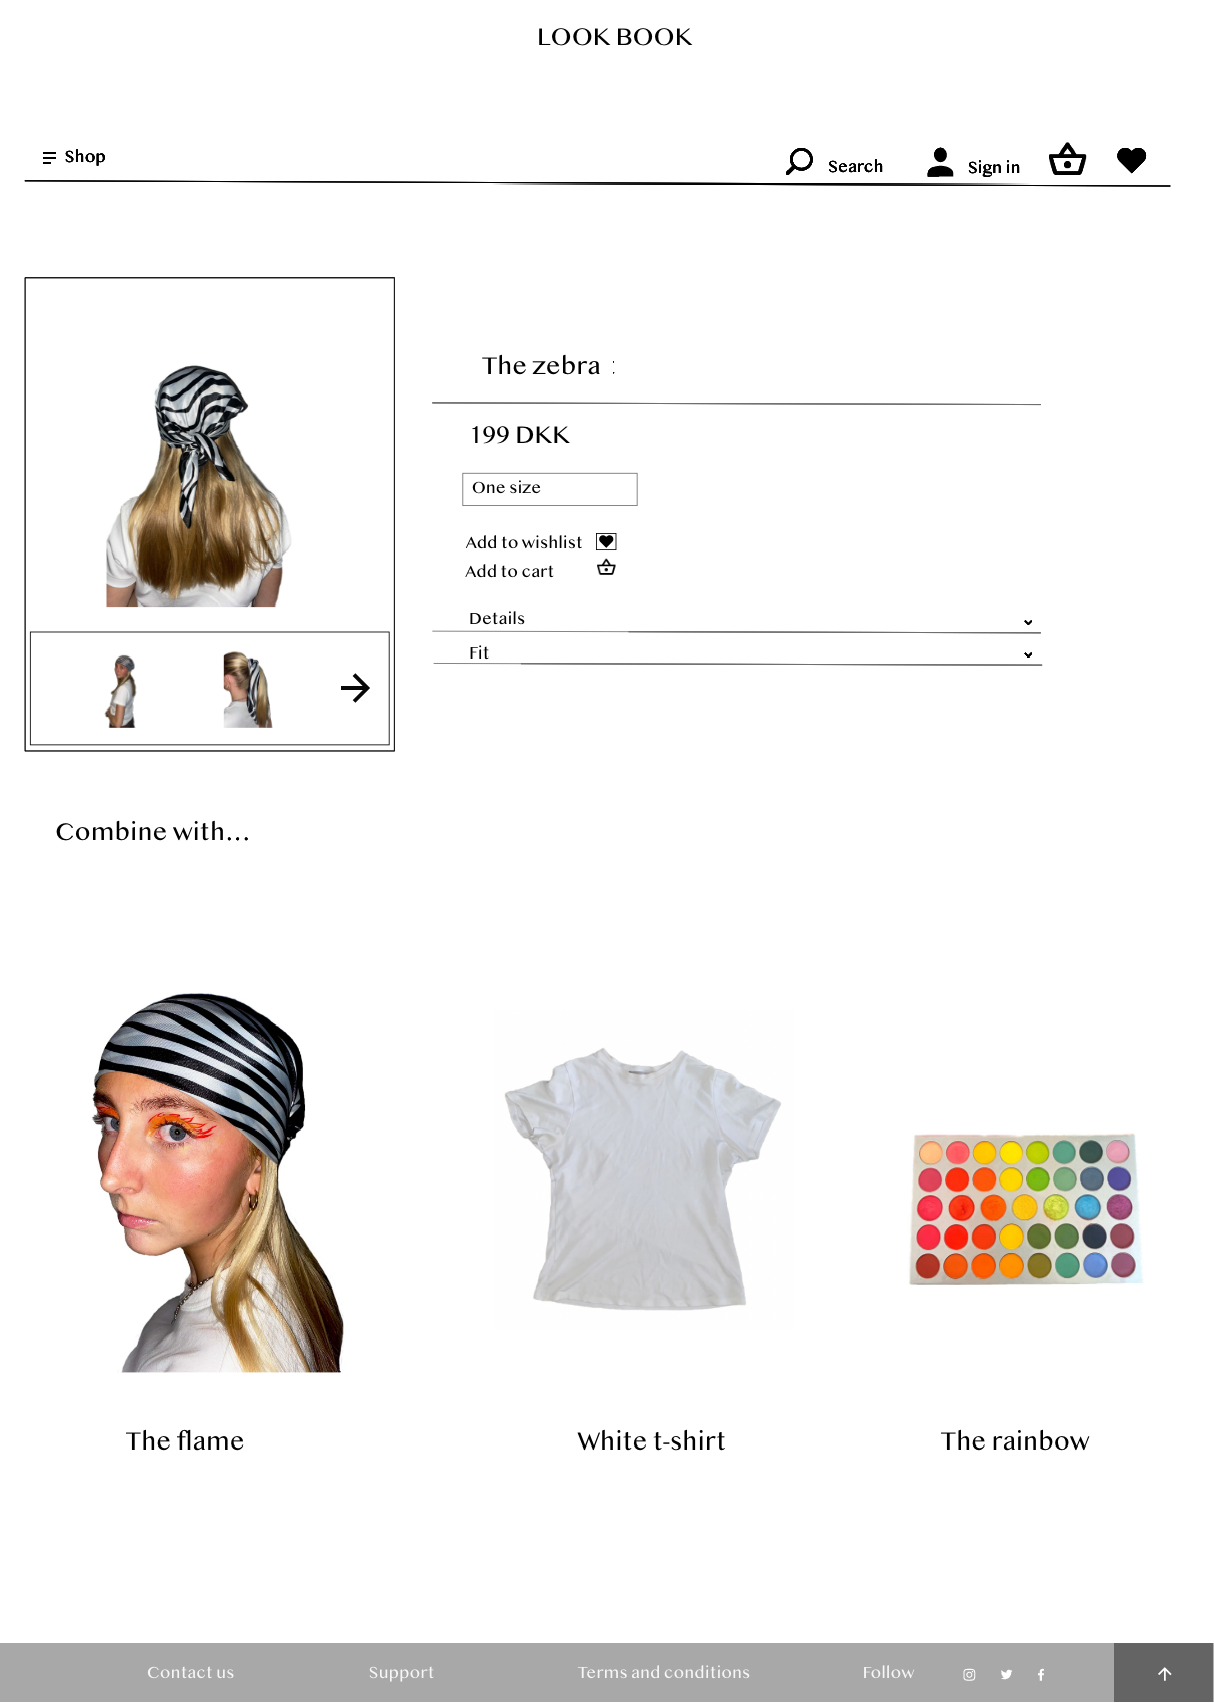 LOOK BOOK
Shop
Search
Sign in
The zebra :
199 DKK
One size
Add to wishlist
Add to cart
Details
Fit
Combine with...
The flame
White t-shirt
The rainbow
Contact us
Support
Terms and conditions
Follow